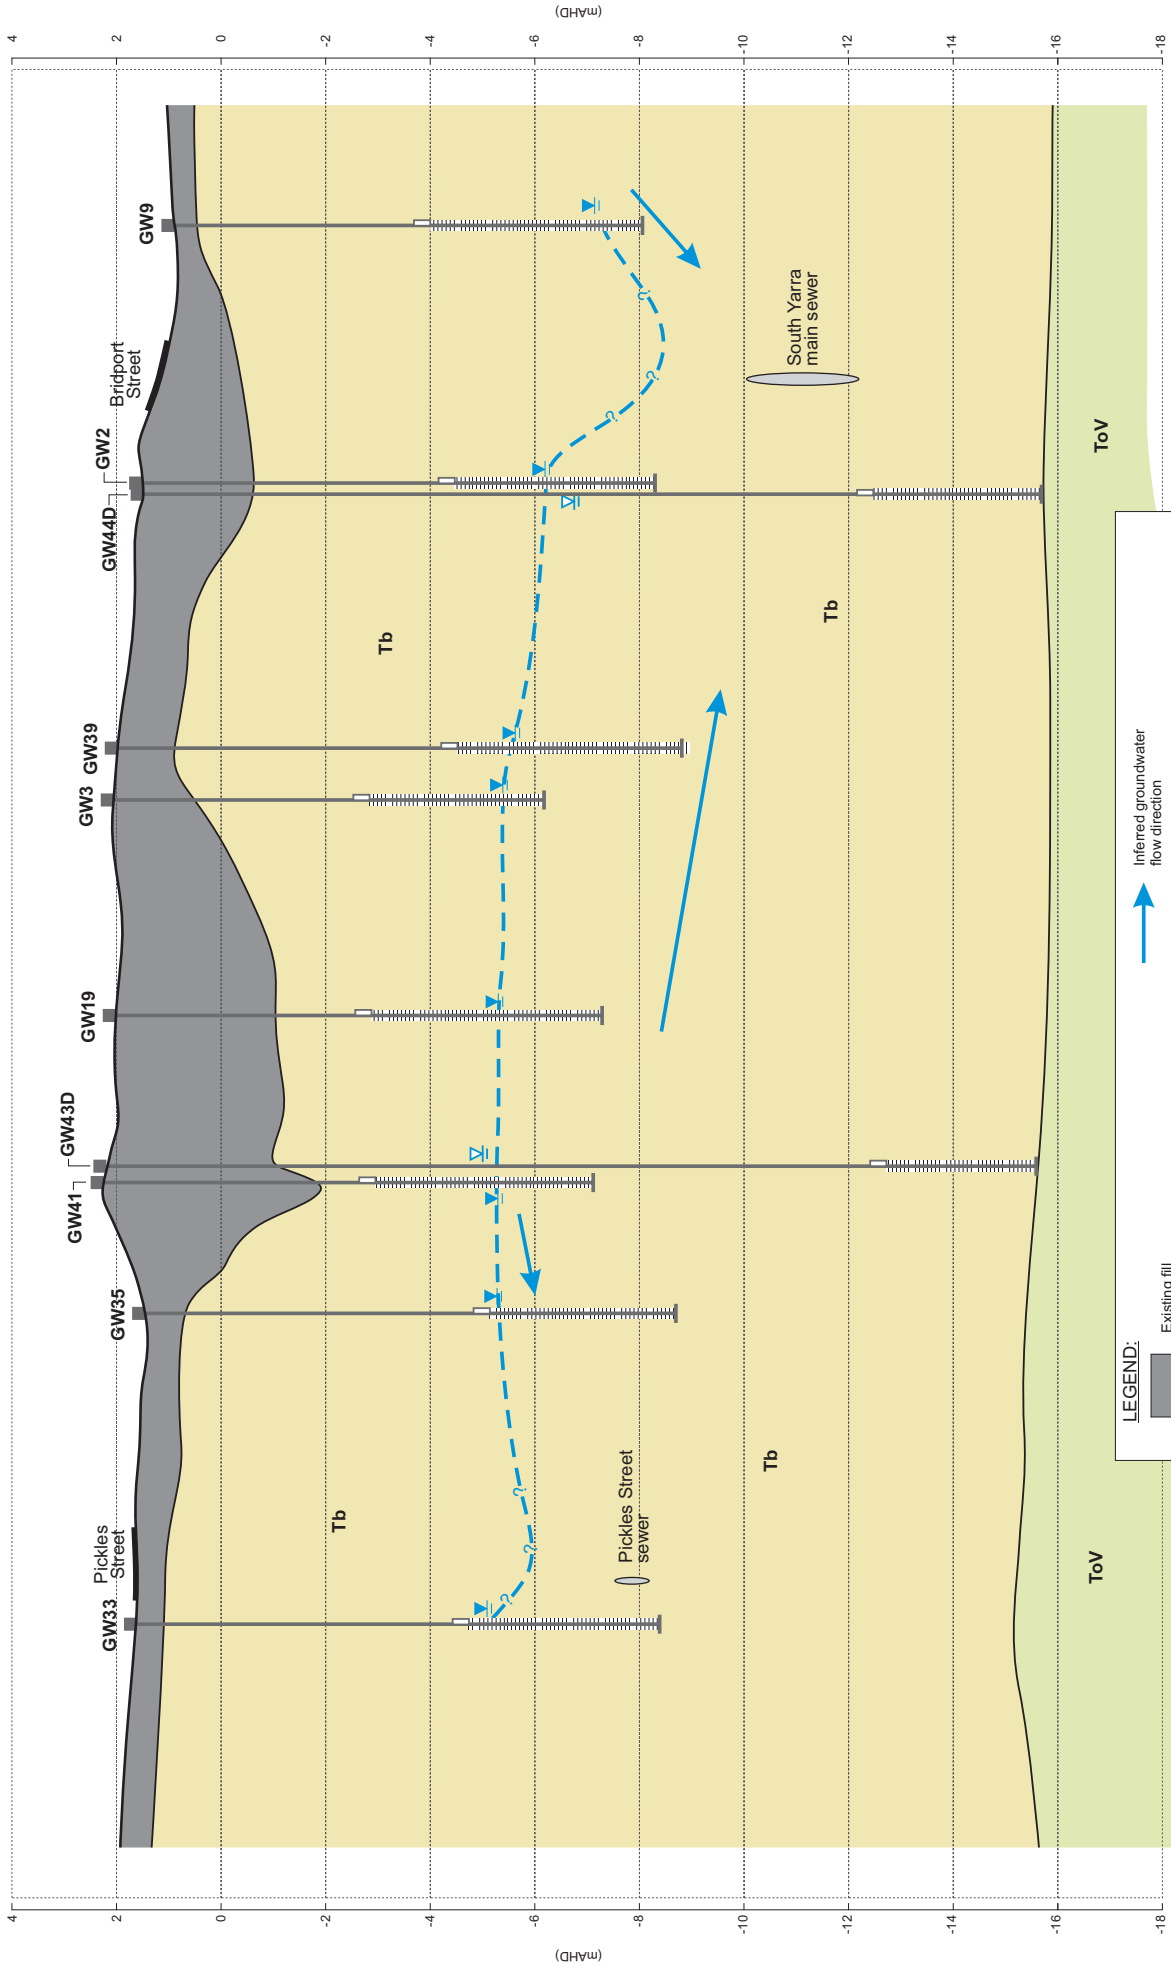 (mAHD)
4
2
0
-2
-4
-6
-8
-10
-12
-14
-16
-18
GW33
Pickles
Street
GW35
GW41
GW43D
GW19
GW3
GW39
GW44D
GW2
Bridport
Street
GW9
Tb
Tb
?
?
?
?
?
?
Pickles Street
sewer
South Yarra
main sewer
Tb
Tb
ToV
ToV
LEGEND:
Existing fill
Inferred groundwater
flow direction
4
2
0
-2
-4
-6
-8
-10
-12
-14
-16
-18
(mAHD)